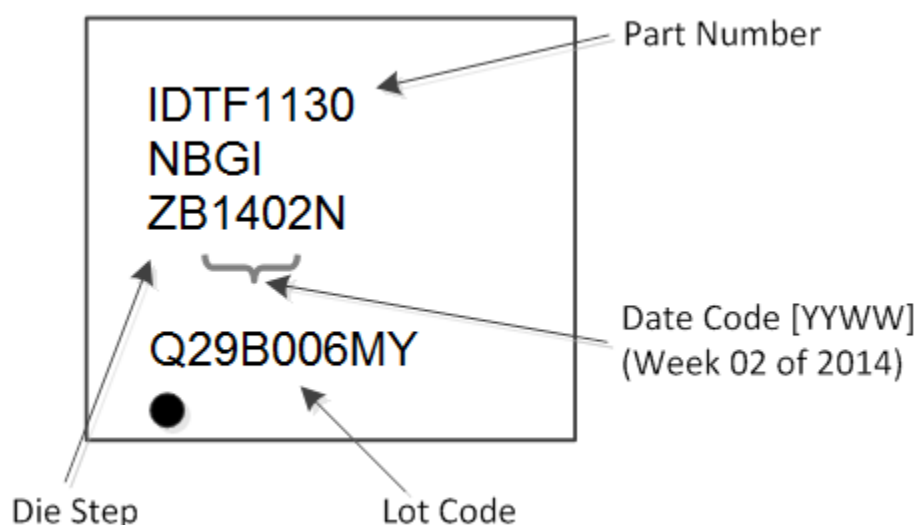 Part Number
IDTF1130
NBGI
ZB1402N
Date Code [YYWW]
(Week 02 of 2014)
Q29B006MY
Die Step
Lot Code